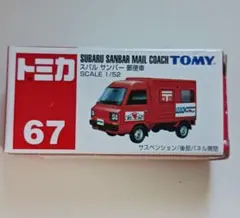 SUBARU SANBAR MAIL COACH TOMY
トミカ
スバル サンバー 郵便車
SCALE 1/52
67
サスペンション/後部パネル開閉